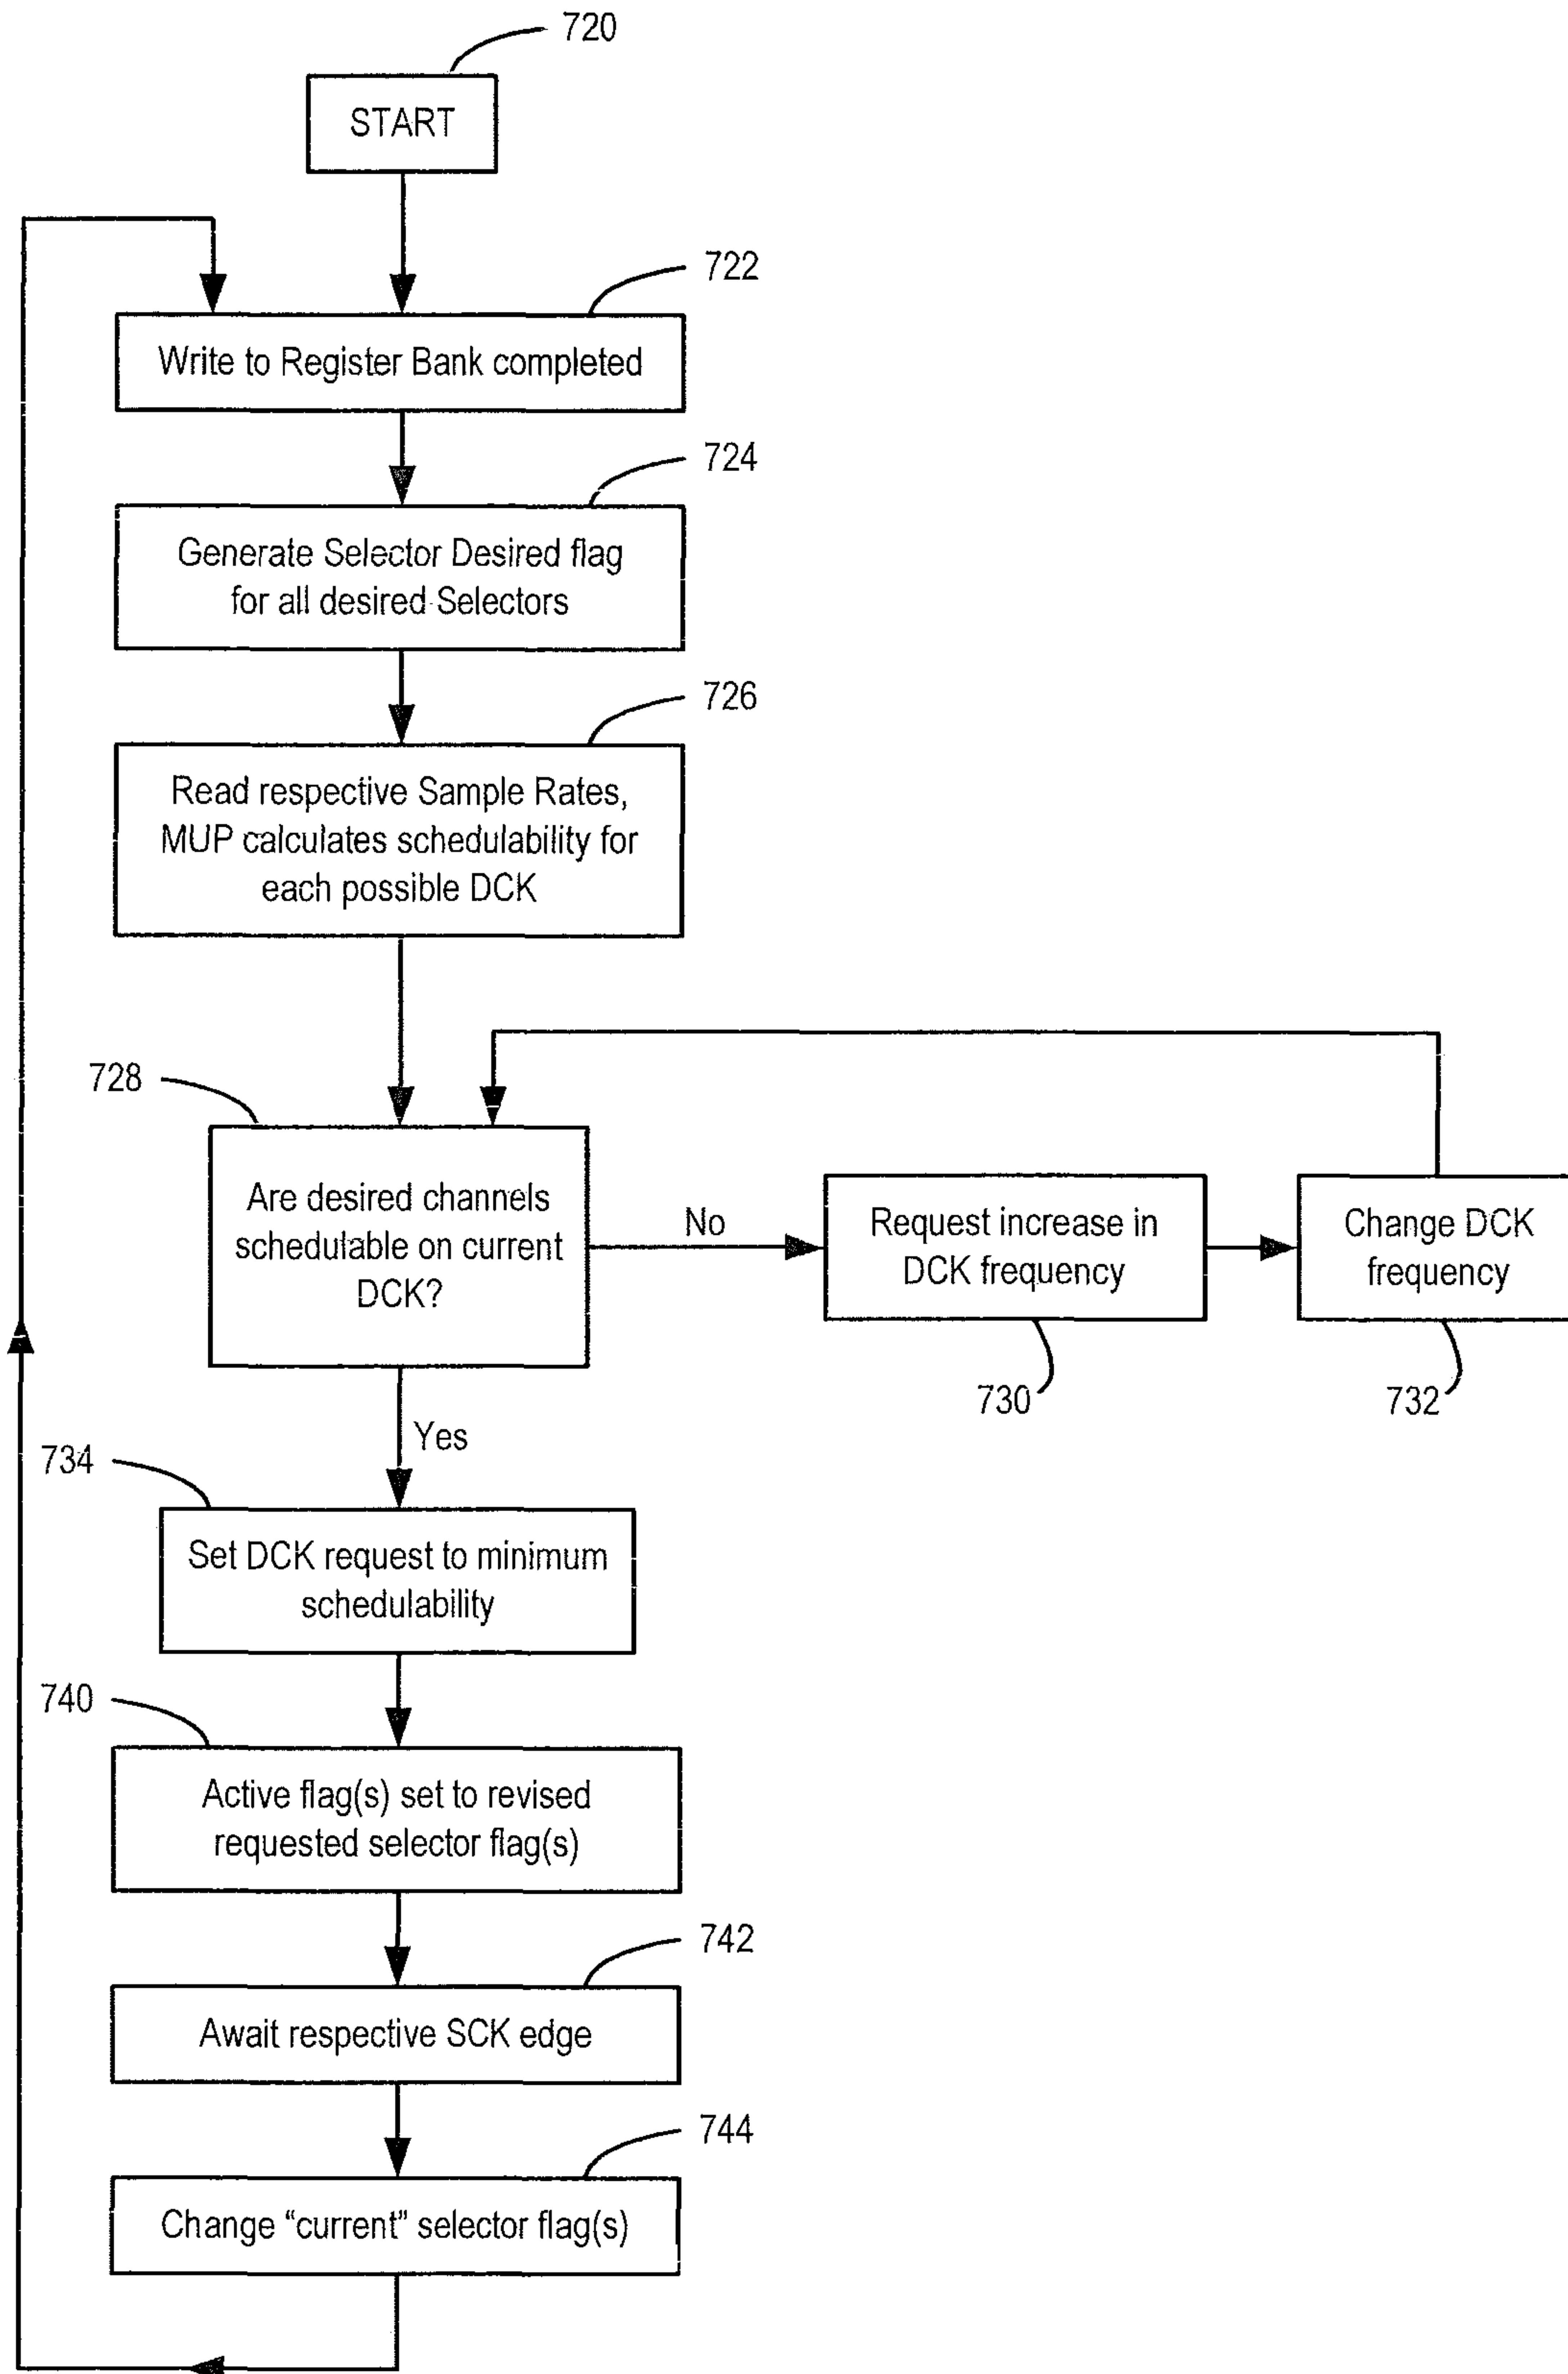 720
START
722
Write to Register Bank completed
724
Generate Selector Desired flag
for all desired Selectors
726
Read respective Sample Rates,
MUP calculates schedulability for
each possible DCK
728
Are desired channels
schedulable on current
DCK?
No
Request increase in
DCK frequency
730
Change DCK
frequency
732
Yes
734
Set DCK request to minimum
schedulability
740
Active flag(s) set to revised
requested selector flag(s)
742
Await respective SCK edge
744
Change “current” selector flag(s)